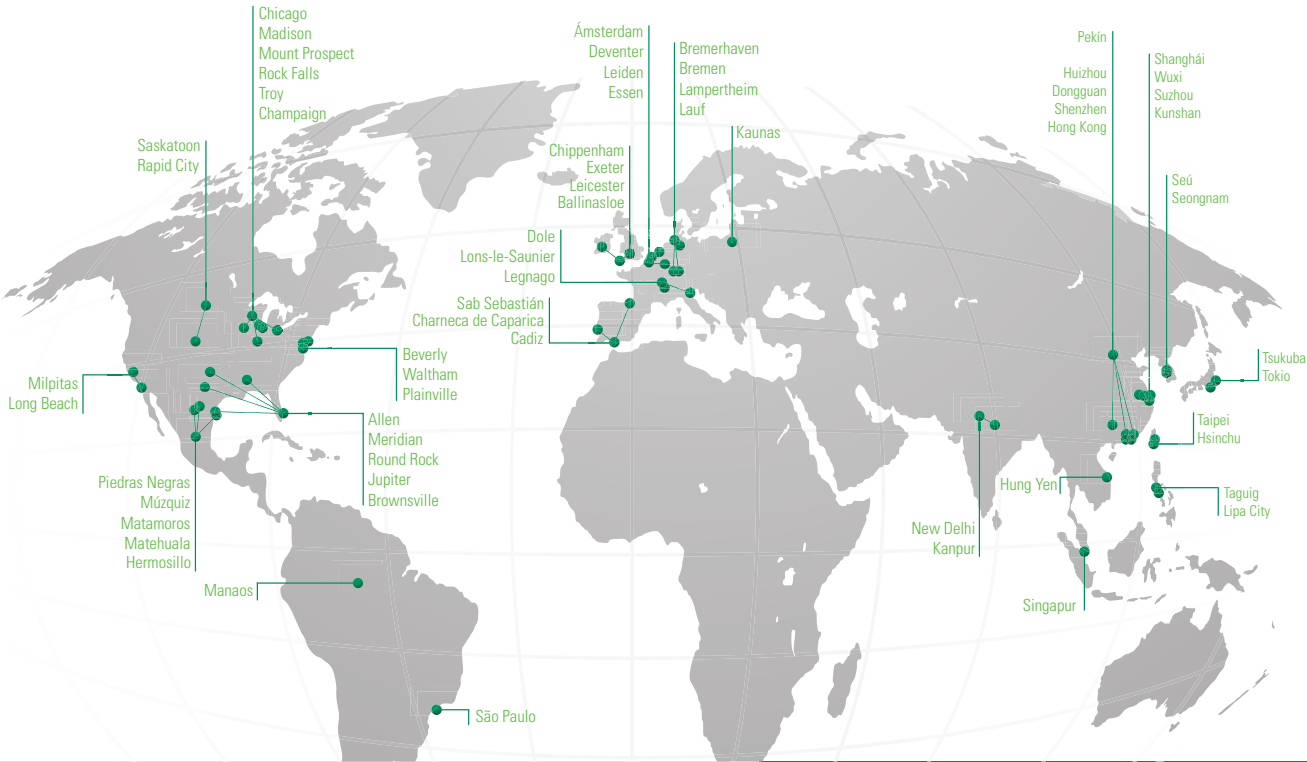 Chicago
Madison
Mount Prospect
Rock Falls
Troy
Champaign
Saskatoon
Rapid City
Ámsterdam
Deventer
Leiden
Essen
Bremerhaven
Bremen
Lampertheim
Lauf
Kaunas
Chippenham
Exeter
Leicester
Ballinasloe
Dole
Lons-le-Saunier
Legnago
Sab Sebastián
Charneca de Caparica
Cadiz
Pekín
Huizhou
Dongguan
Shenzhen
Hong Kong
Shanghái
Wuxi
Suzhou
Kunshan
Seú
Seongnam
Tsukuba
Tokio
Taipei
Hsinchu
Taguig
Lipa City
Hung Yen
New Delhi
Kanpur
Singapur
Milpitas
Long Beach
Beverly
Waltham
Plainville
Allen
Meridian
Round Rock
Jupiter
Brownsville
Piedras Negras
Múzquiz
Matamoros
Matehuala
Hermosillo
Manaos
São Paulo